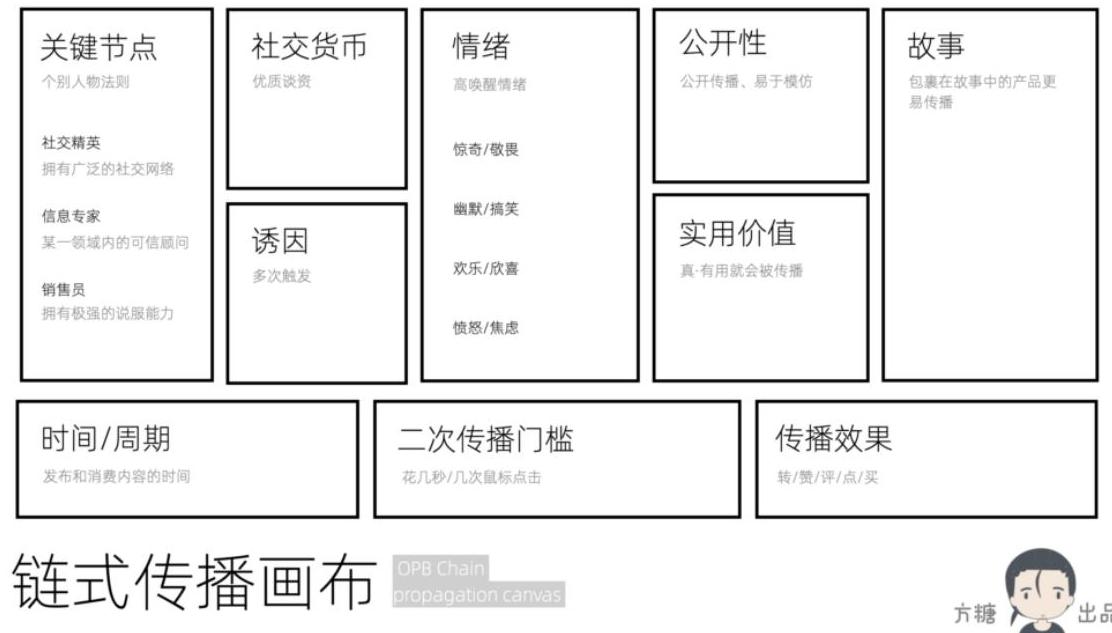 关键节点
个别人物法则
社交精英
拥有广泛的社交网络
信息专家
某一领域内的可信顾问
销售员
拥有极强的说服能力
社交货币
优质谈资
诱因
多次触发
情绪
高唤醒情绪
惊奇/敬畏
幽默/搞笑
欢乐/欣喜
愤怒/焦虑
公开性
公开传播、易于模仿
实用价值
真·有用就会被传播
故事
包裹在故事中的产品更
易传播
时间/周期
发布和消费内容的时间
二次传播门槛
花几秒/几次鼠标点击
传播效果
转/赞/评/点/买
链式传播画布
OPB Chain
propagation canvas
方糖 出品